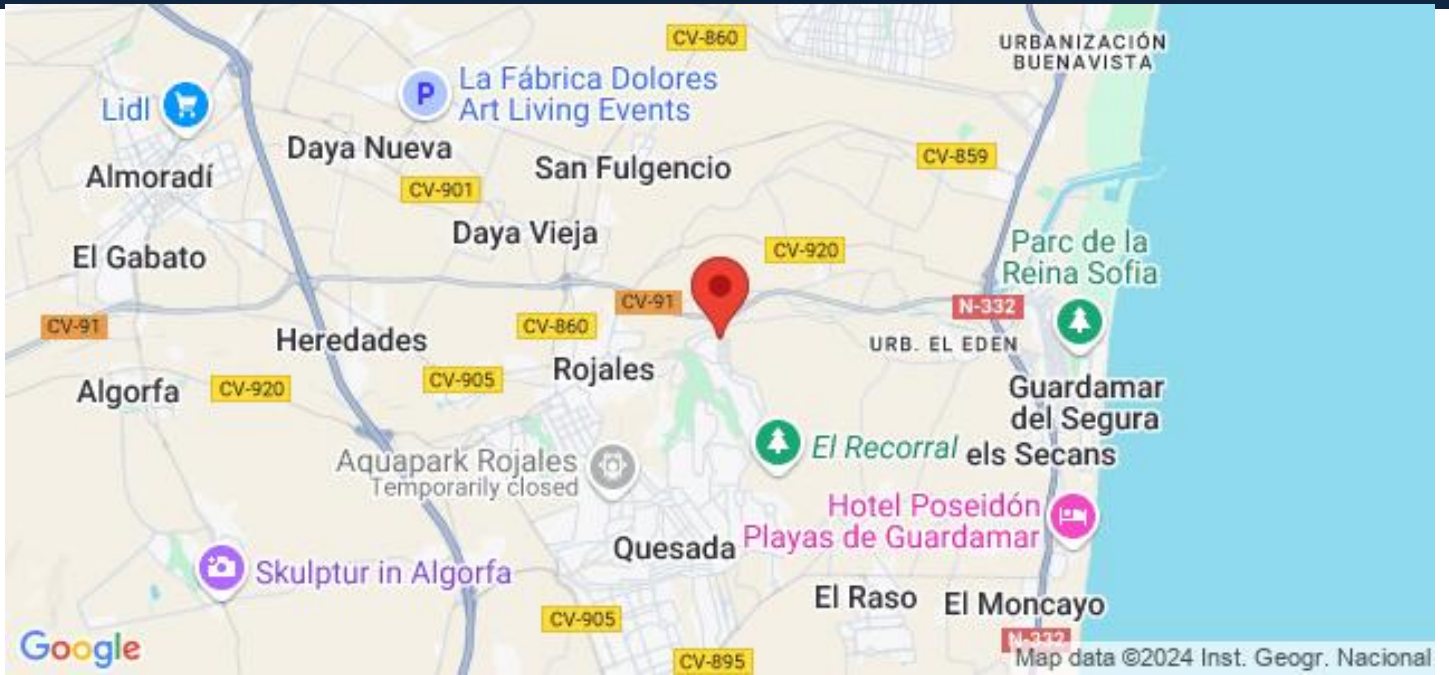 CV-860
URBANIZACIÓN
BUENAVISTA
La Fábrica Dolores
Art Living Events
P
Lidl
Daya Nueva
San Fulgencio
CV-859
Almoradí
CV-901
Daya Vieja
CV-920
Parc de la
Reina Sofia
El Gabato
CV-91
N-332
CV-91
CV-860
Heredades
URB. EL EDEN
Rojales
CV-905
Algorfa
CV-920
Guardamar
del Segura
El Recorral
els Secans
Aquapark Rojales
Temporarily closed
Hotel Poseidón
Playas de Guardamar
Quesada
Skulptur in Algorfa
El Raso
El Moncayo
CV-905
N-332
Google
CV-895
Map data ©2024 Inst. Geogr. Nacional